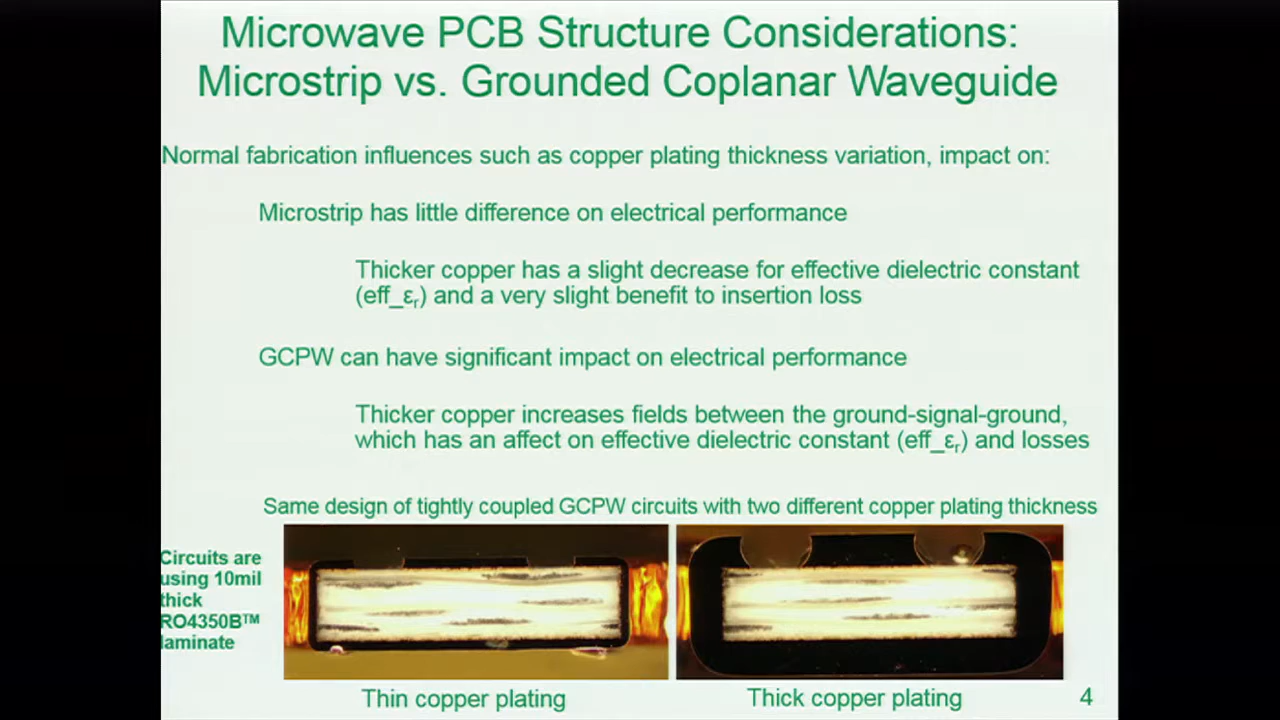 Microwave PCB Structure Considerations:
Microstrip vs. Grounded Coplanar Waveguide
Normal fabrication influences such as copper plating thickness variation, impact on:
Microstrip has little difference on electrical performance
Thicker copper has a slight decrease for effective dielectric constant
(eff_εr) and a very slight benefit to insertion loss
GCPW can have significant impact on electrical performance
Thicker copper increases fields between the ground-signal-ground,
which has an affect on effective dielectric constant (eff_εr) and losses
Same design of tightly coupled GCPW circuits with two different copper plating thickness
Circuits are
using 10mil
thick
RO4350B™
laminate
Thin copper plating
Thick copper plating
4